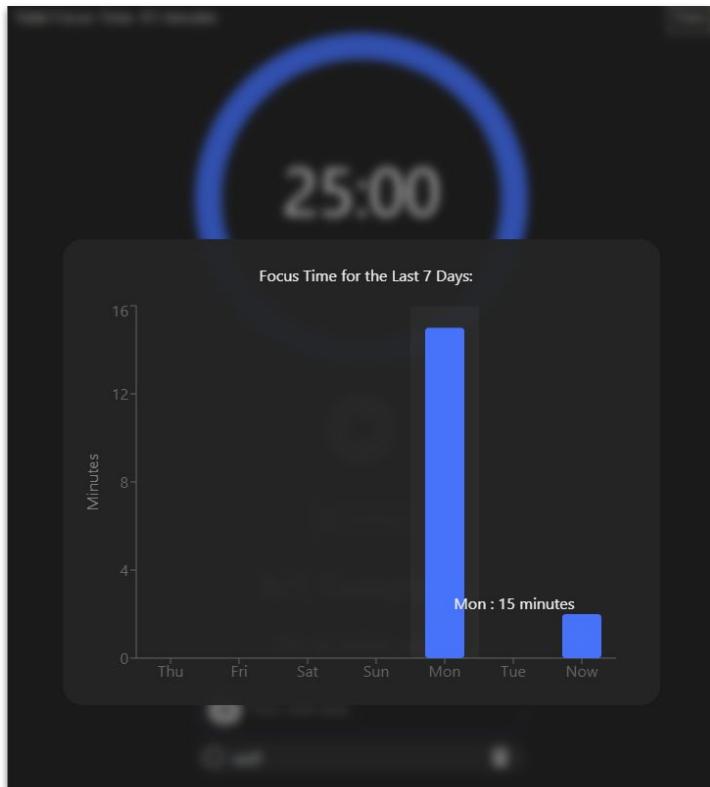 25:00
Focus Time for the Last 7 Days:
16
12
8
4
0
Minutes
Mon : 15 minutes
Thu Fri Sat Sun Mon Tue Now